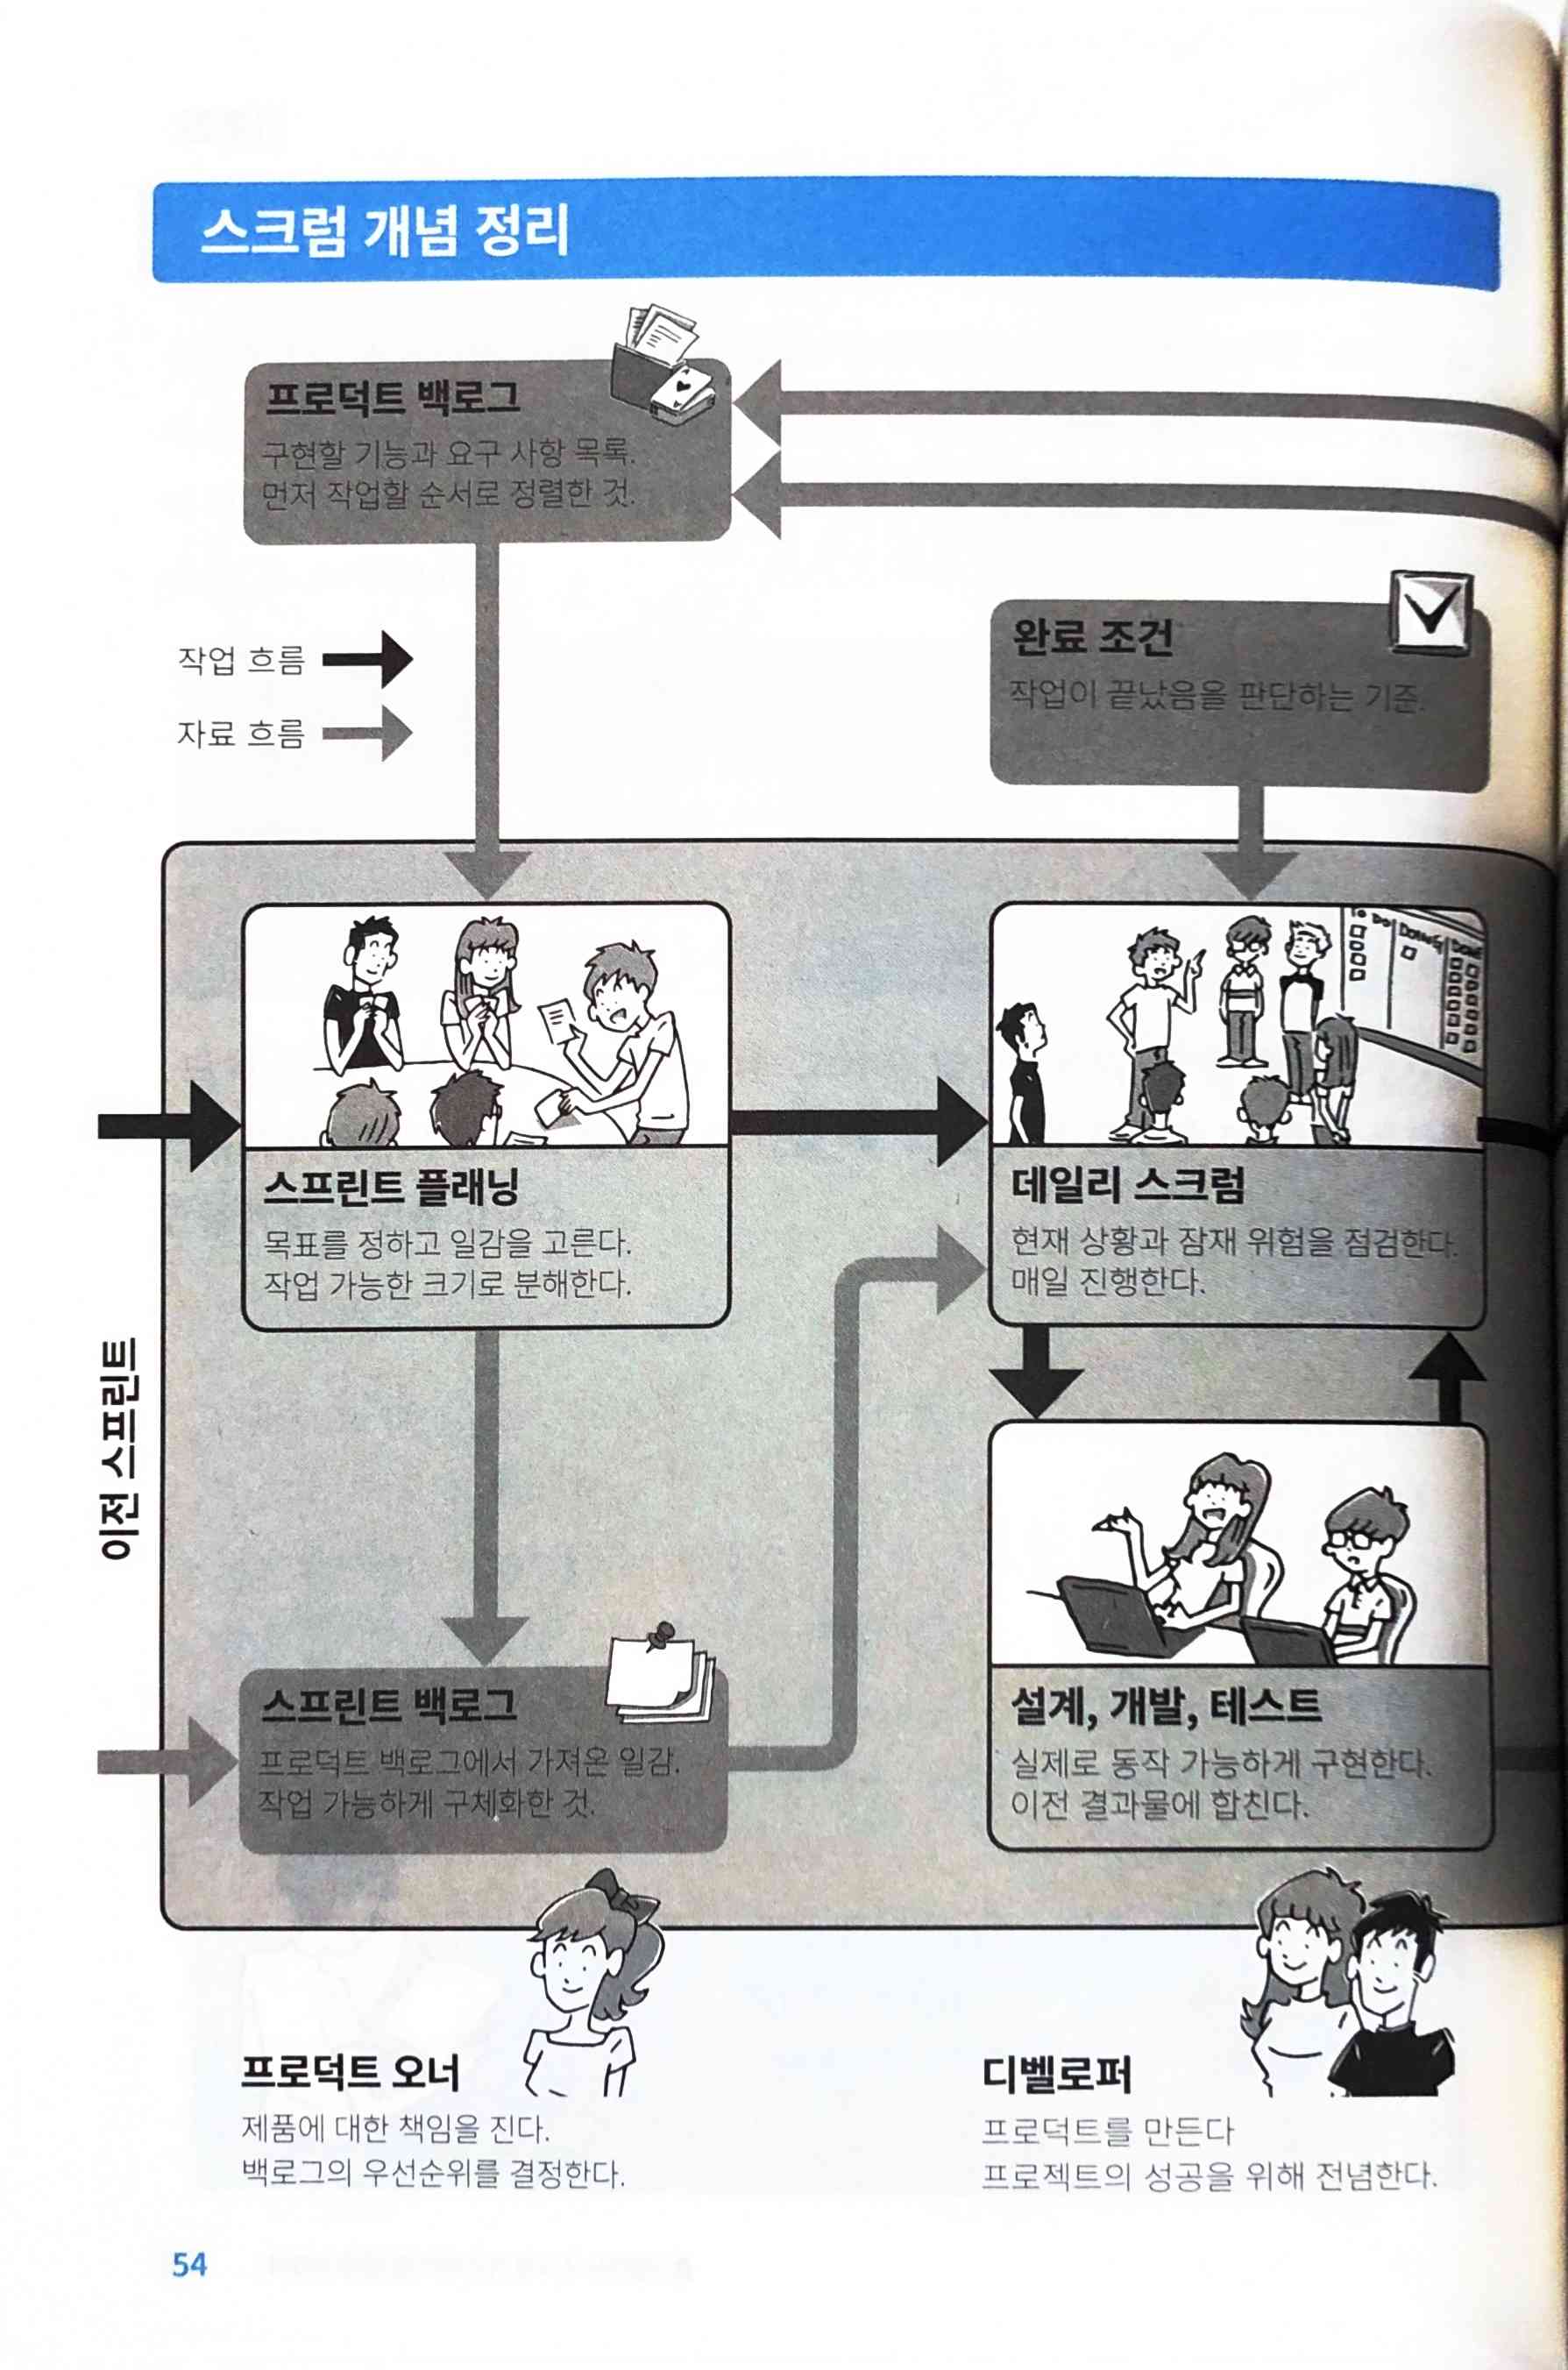 스크럼 개념 정리
프로덕트 백로그
구현할 기능과 요구 사항 목록.
먼저 작업할 순서로 정렬한 것.
작업 흐름
자료 흐름
완료 조건
작업이 끝났음을 판단하는 기준.
TO DO DOING DONE
스프린트 플래닝
목표를 정하고 일감을 고른다.
작업 가능한 크기로 분해한다.
데일리 스크럼
현재 상황과 잠재 위험을 점검한다.
매일 진행한다.
이전 스프린트
스프린트 백로그
프로덕트 백로그에서 가져온 일감.
작업 가능하게 구체화한 것.
설계, 개발, 테스트
실제로 동작 가능하게 구현한다.
이전 결과물에 합친다.
프로덕트 오너
제품에 대한 책임을 진다.
백로그의 우선순위를 결정한다.
디벨로퍼
프로덕트를 만든다
프로젝트의 성공을 위해 전념한다.
54